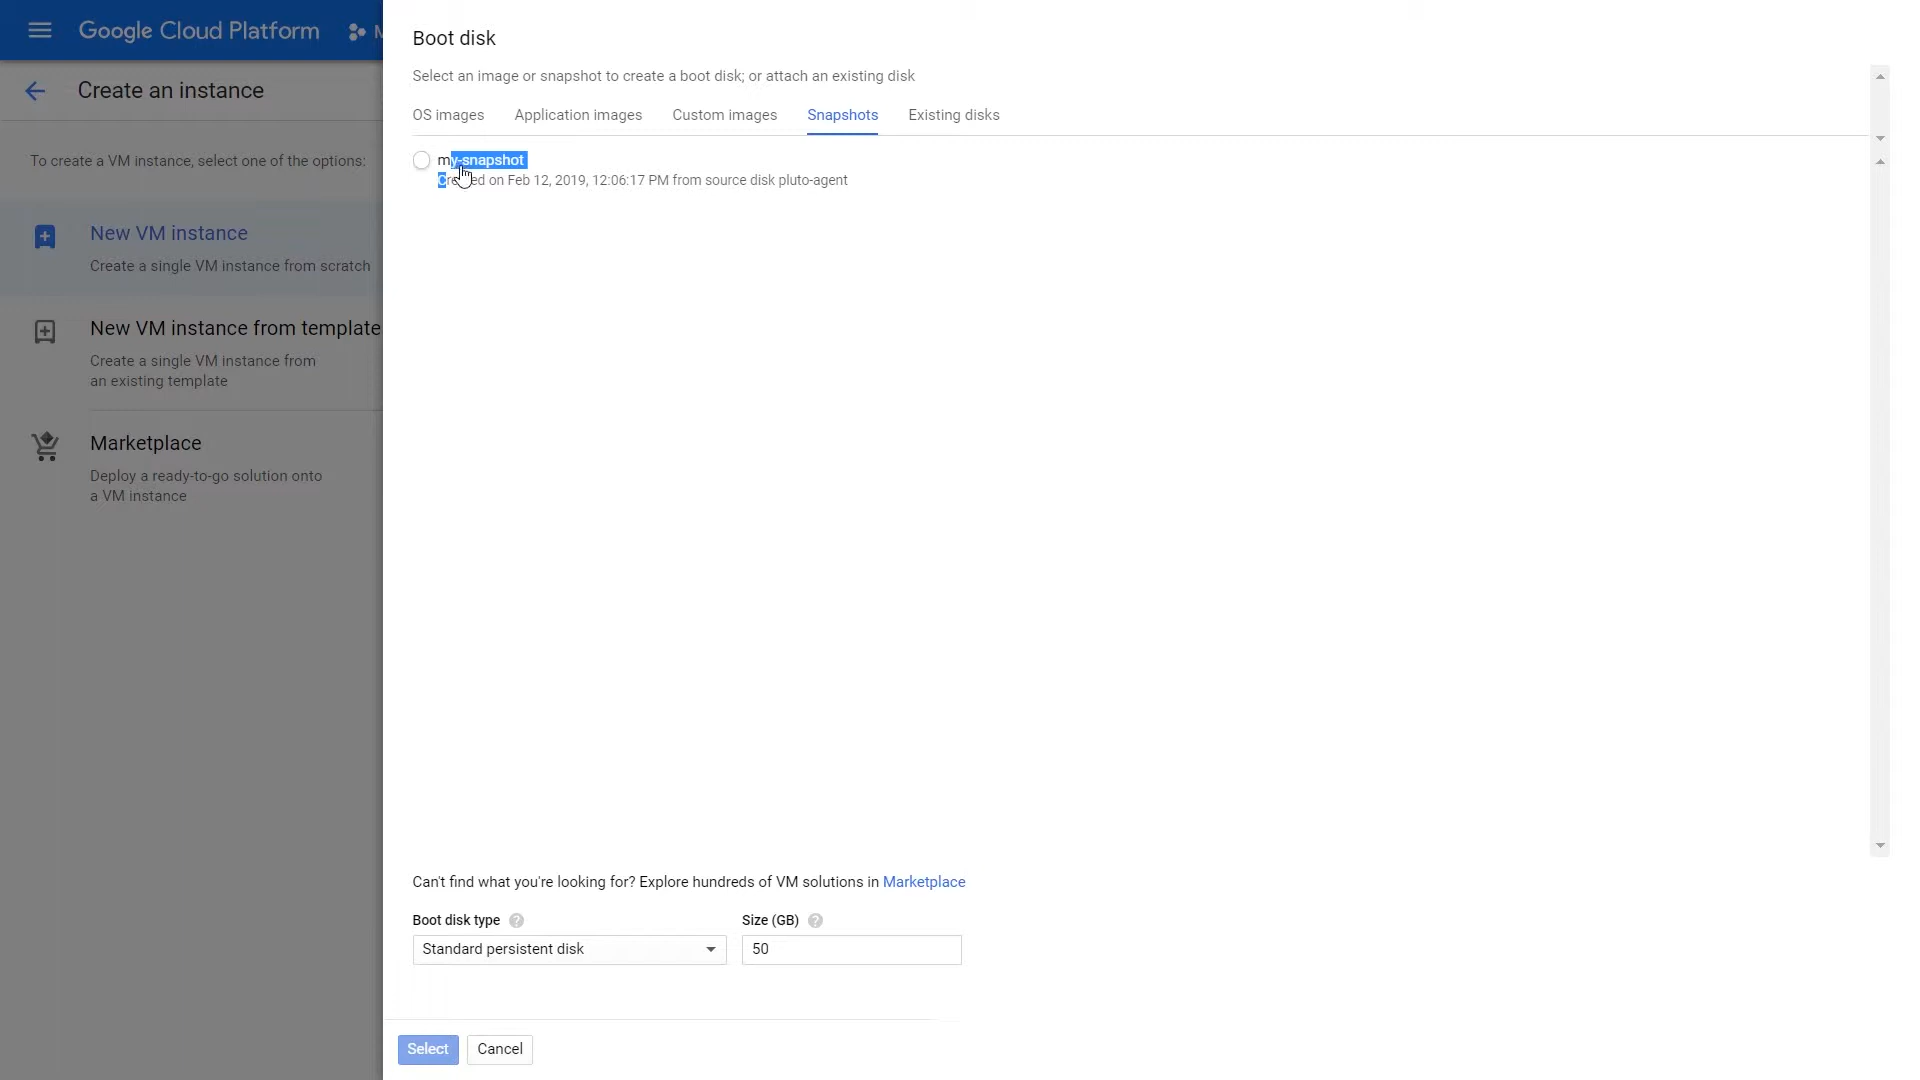 Google Cloud Platform
Create an instance
To create a VM instance, select one of the options:
New VM instance
Create a single VM instance from scratch
New VM instance from template
Create a single VM instance from
an existing template
Marketplace
Deploy a ready-to-go solution onto
a VM instance
Boot disk
Select an image or snapshot to create a boot disk; or attach an existing disk
OS images Application images Custom images Snapshots Existing disks
my-snapshot
Created on Feb 12, 2019, 12:06:17 PM from source disk pluto-agent
Can't find what you're looking for? Explore hundreds of VM solutions in Marketplace
Boot disk type ? Size (GB) ?
Standard persistent disk 50
Select Cancel